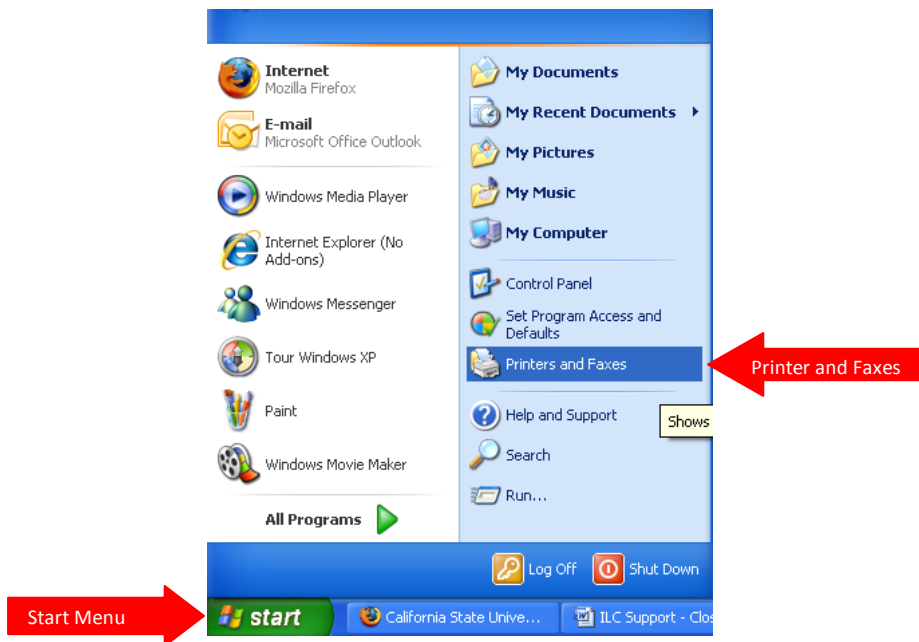 Internet
Mozilla Firefox
E-mail
Microsoft Office Outlook
Windows Media Player
Internet Explorer (No
Add-ons)
Windows Messenger
Tour Windows XP
Paint
Windows Movie Maker
All Programs
My Documents
My Recent Documents
My Pictures
My Music
My Computer
Control Panel
Set Program Access and
Defaults
Printers and Faxes
Printer and Faxes
Help and Support
Shows
Search
Run...
Log Off
Shut Down
Start Menu
start
California State Unive...
ILC Support - Clos